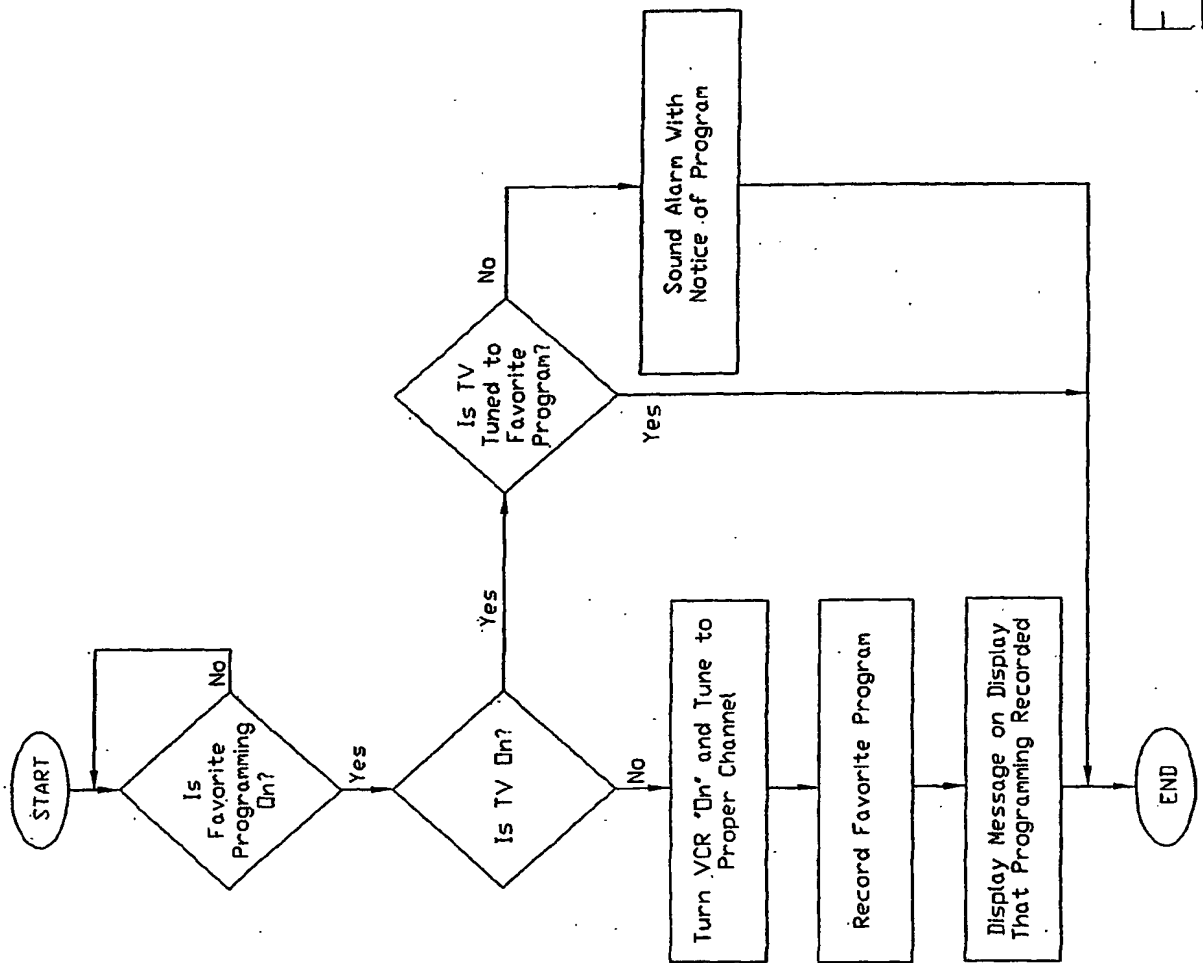 START
Is
Favorite
Programming
On?
No
Yes
Is TV On?
Yes
No
Is TV
Tuned to
Favorite
Program?
No
Yes
Sound Alarm With
Notice of Program
Turn VCR "On" and Tune to
Proper Channel
Record Favorite Program
Display Message on Display
That Programming Recorded
END